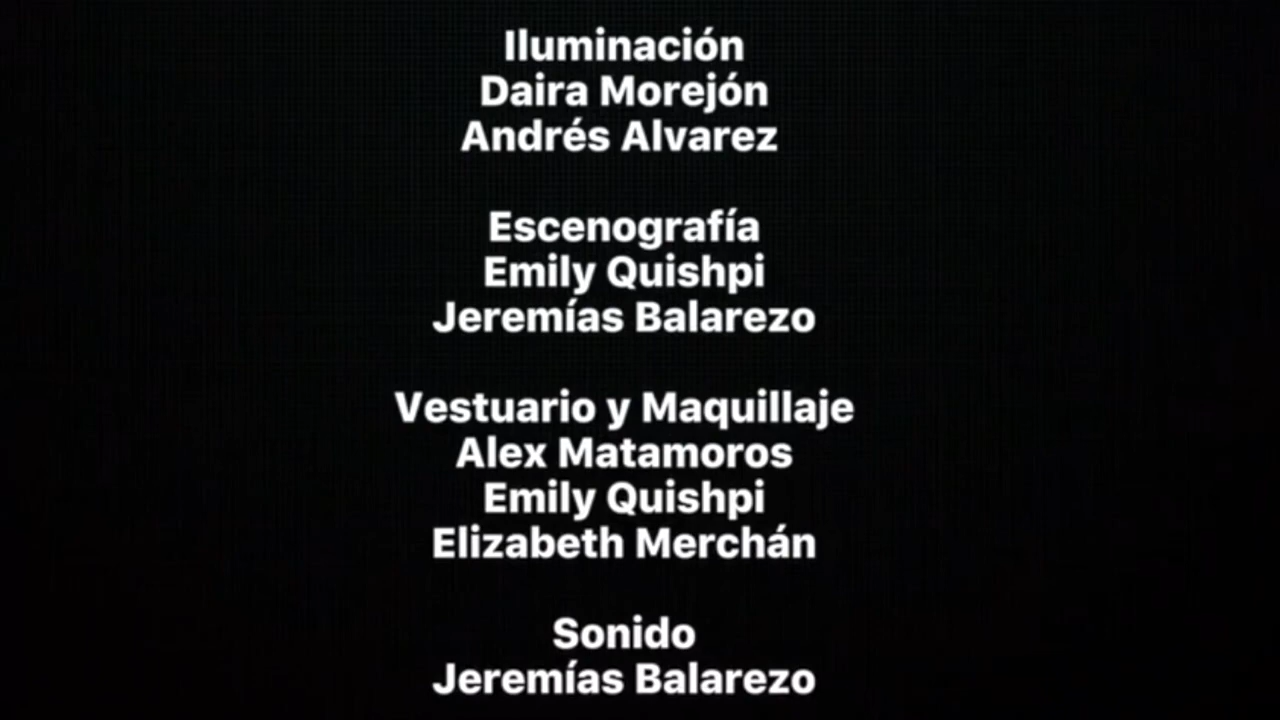 Iluminación
Daira Morejón
Andrés Alvarez
Escenografía
Emily Quishpi
Jeremías Balarezo
Vestuario y Maquillaje
Alex Matamoros
Emily Quishpi
Elizabeth Merchán
Sonido
Jeremías Balarezo